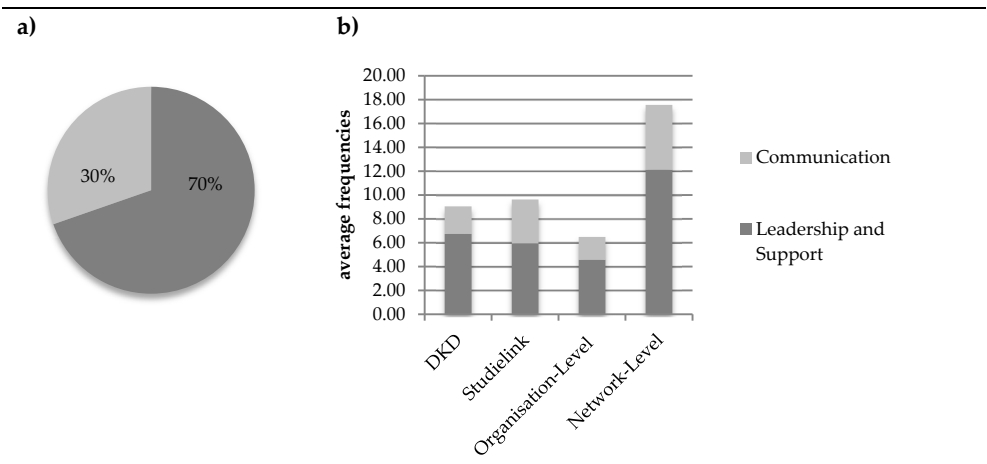 a)
b)
30%
70%
average frequencies
20.00
18.00
16.00
14.00
12.00
10.00
8.00
6.00
4.00
2.00
0.00
DKD
Studielink
Organisation-Level
Network-Level
Communication
Leadership and
Support